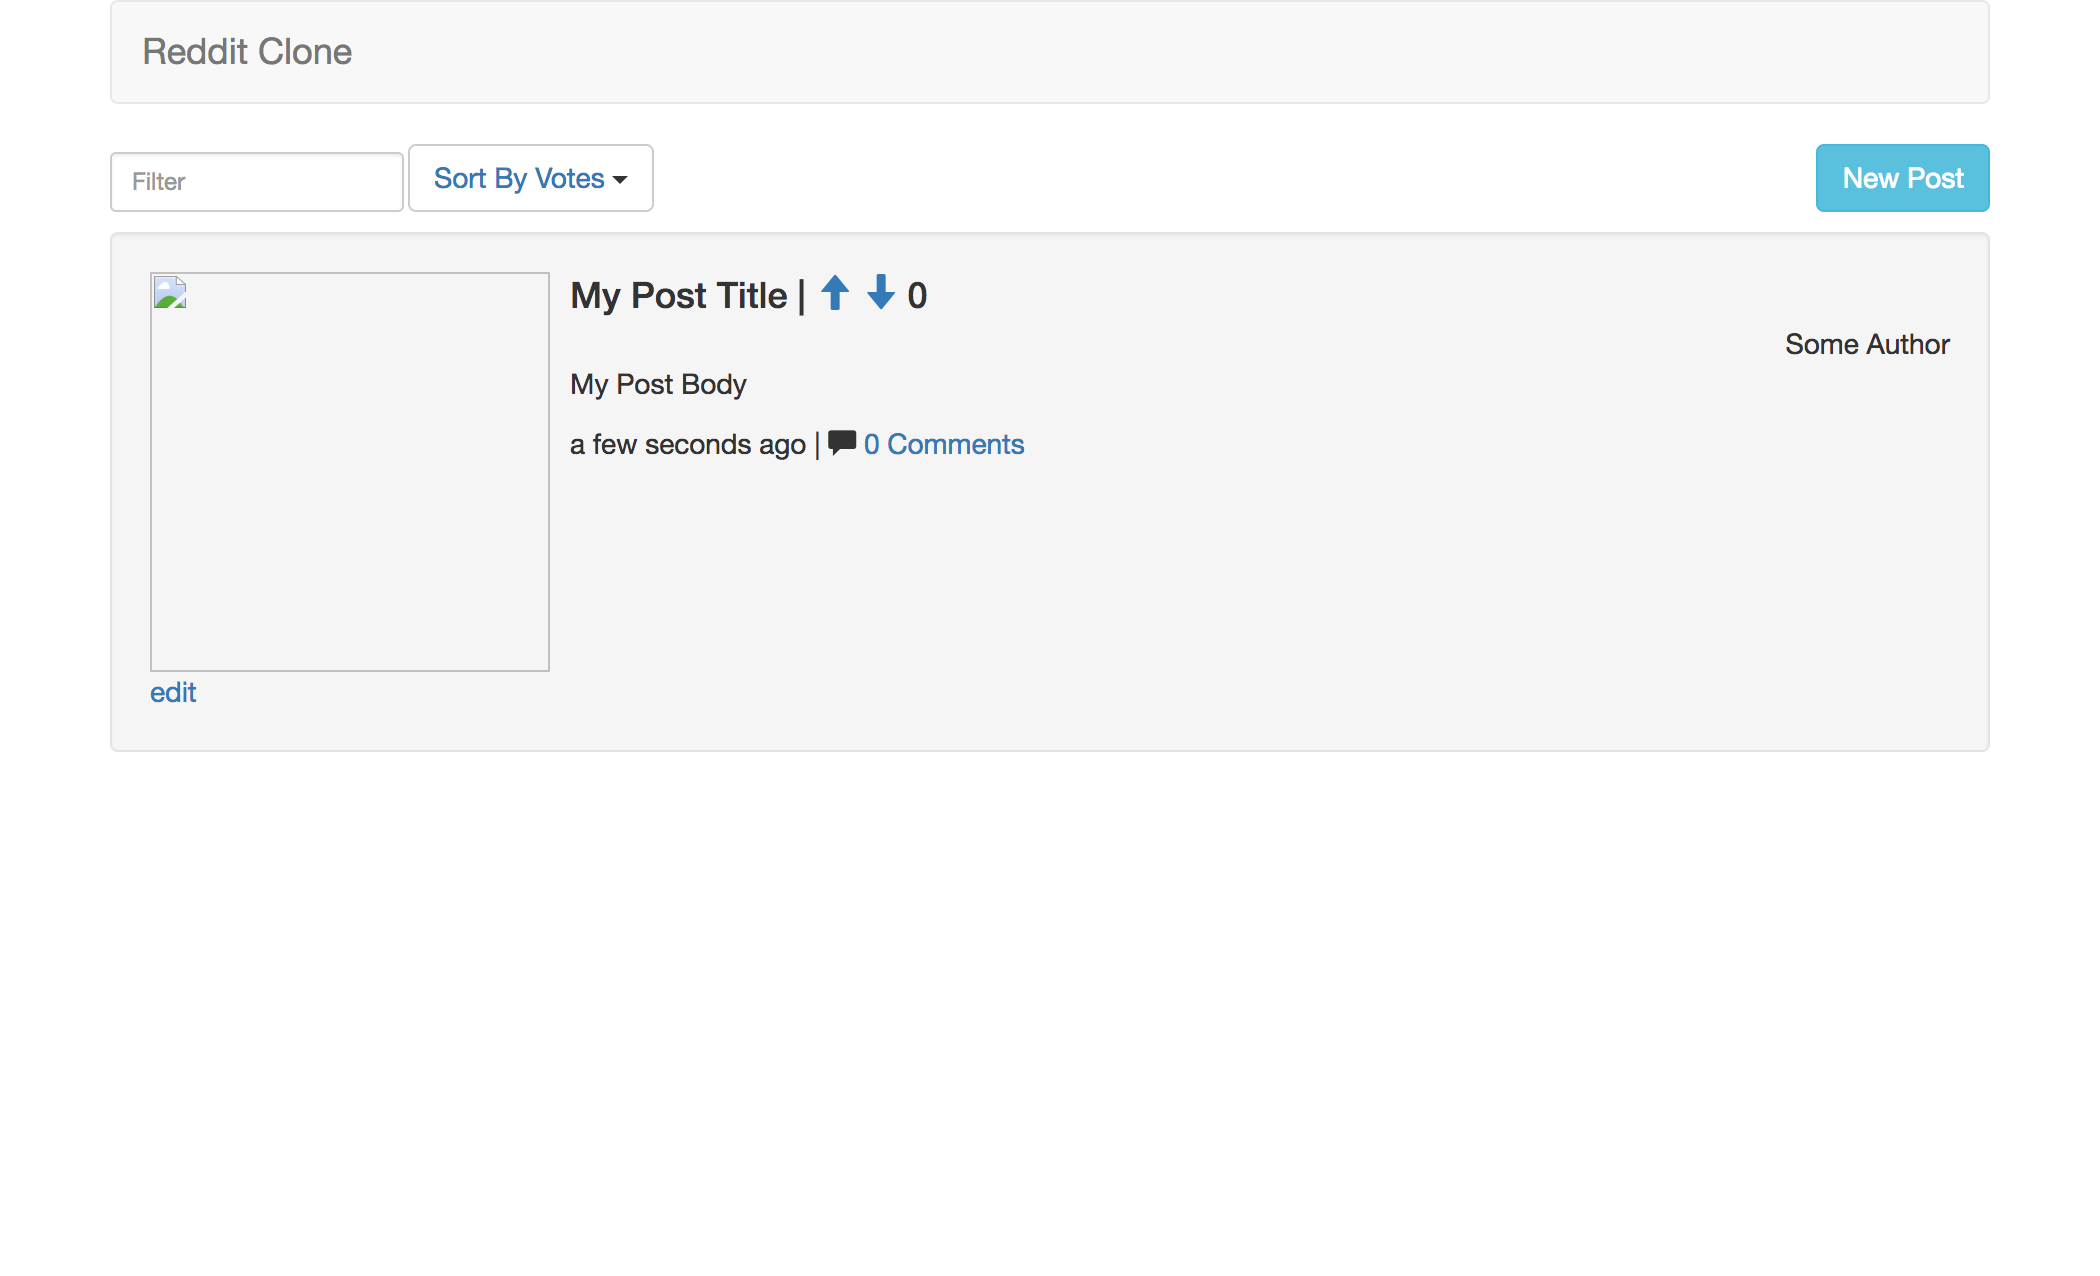 Reddit Clone
Filter
Sort By Votes
New Post
My Post Title | 0
Some Author
My Post Body
a few seconds ago | 0 Comments
edit